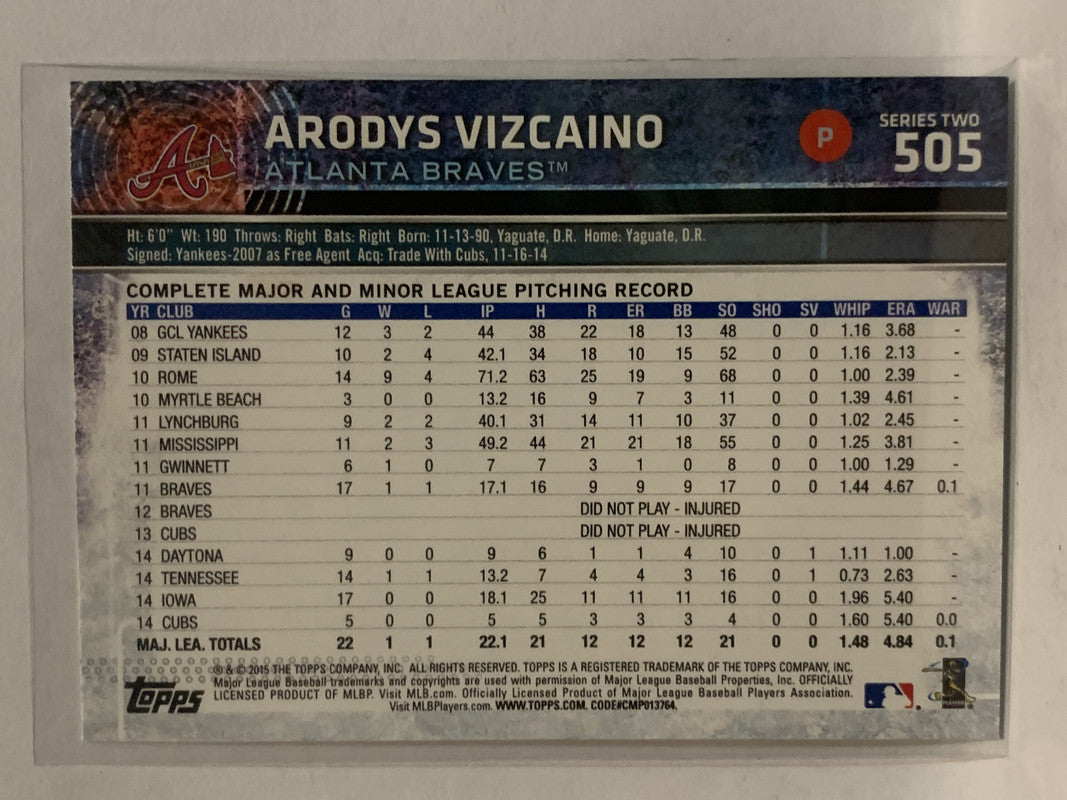 ARODYS VIZCAINO
ATLANTA BRAVES™
P
SERIES TWO
505
Ht: 6'0" Wt: 190 Throws: Right Bats: Right Born: 11-13-90, Yaguate, D.R. Home: Yaguate, D.R.
Signed: Yankees-2007 as Free Agent Acq: Trade With Cubs, 11-16-14
COMPLETE MAJOR AND MINOR LEAGUE PITCHING RECORD
YR CLUB G W L IP H R ER BB SO SHO SV WHIP ERA WAR
08 GCL YANKEES 12 3 2 44 38 22 18 13 48 0 0 1.16 3.68 -
09 STATEN ISLAND 10 2 4 42.1 34 18 10 15 52 0 0 1.16 2.13 -
10 ROME 14 9 4 71.2 63 25 19 9 68 0 0 1.00 2.39 -
10 MYRTLE BEACH 3 0 0 13.2 16 9 7 3 11 0 0 1.39 4.61 -
11 LYNCHBURG 9 2 2 40.1 31 14 11 10 37 0 0 1.02 2.45 -
11 MISSISSIPPI 11 2 3 49.2 44 21 21 18 55 0 0 1.25 3.81 -
11 GWINNETT 6 1 0 7 7 3 1 0 8 0 0 1.00 1.29 -
11 BRAVES 17 1 1 17.1 16 9 9 9 17 0 0 1.44 4.67 0.1
12 BRAVES DID NOT PLAY - INJURED
13 CUBS DID NOT PLAY - INJURED
14 DAYTONA 9 0 0 9 6 1 1 4 10 0 1 1.11 1.00 -
14 TENNESSEE 14 1 1 13.2 7 4 4 3 16 0 1 0.73 2.63 -
14 IOWA 17 0 0 18.1 25 11 11 11 16 0 0 1.96 5.40 -
14 CUBS 5 0 0 5 5 3 3 3 4 0 0 1.60 5.40 0.0
MAJ. LEA. TOTALS 22 1 1 22.1 21 12 12 12 21 0 0 1.48 4.84 0.1
® & © 2015 THE TOPPS COMPANY, INC. ALL RIGHTS RESERVED. TOPPS IS A REGISTERED TRADEMARK OF THE TOPPS COMPANY, INC.
Major League Baseball trademarks and copyrights are used with permission of Major League Baseball Properties, Inc. OFFICIALLY
LICENSED PRODUCT OF MLBP. Visit MLB.com. Officially Licensed Product of Major League Baseball Players Association.
Visit MLBPlayers.com. WWW.TOPPS.COM. CODE#CMP013764.
Topps